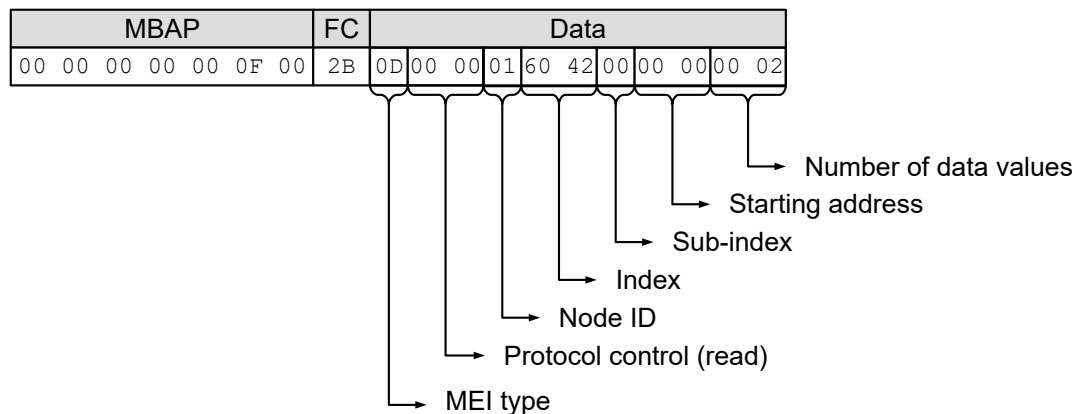 MBAP FC Data
00 00 00 00 00 0F 00 2B 0D 00 00 01 60 42 00 00 00 00 02
Number of data values
Starting address
Sub-index
Index
Node ID
Protocol control (read)
MEI type